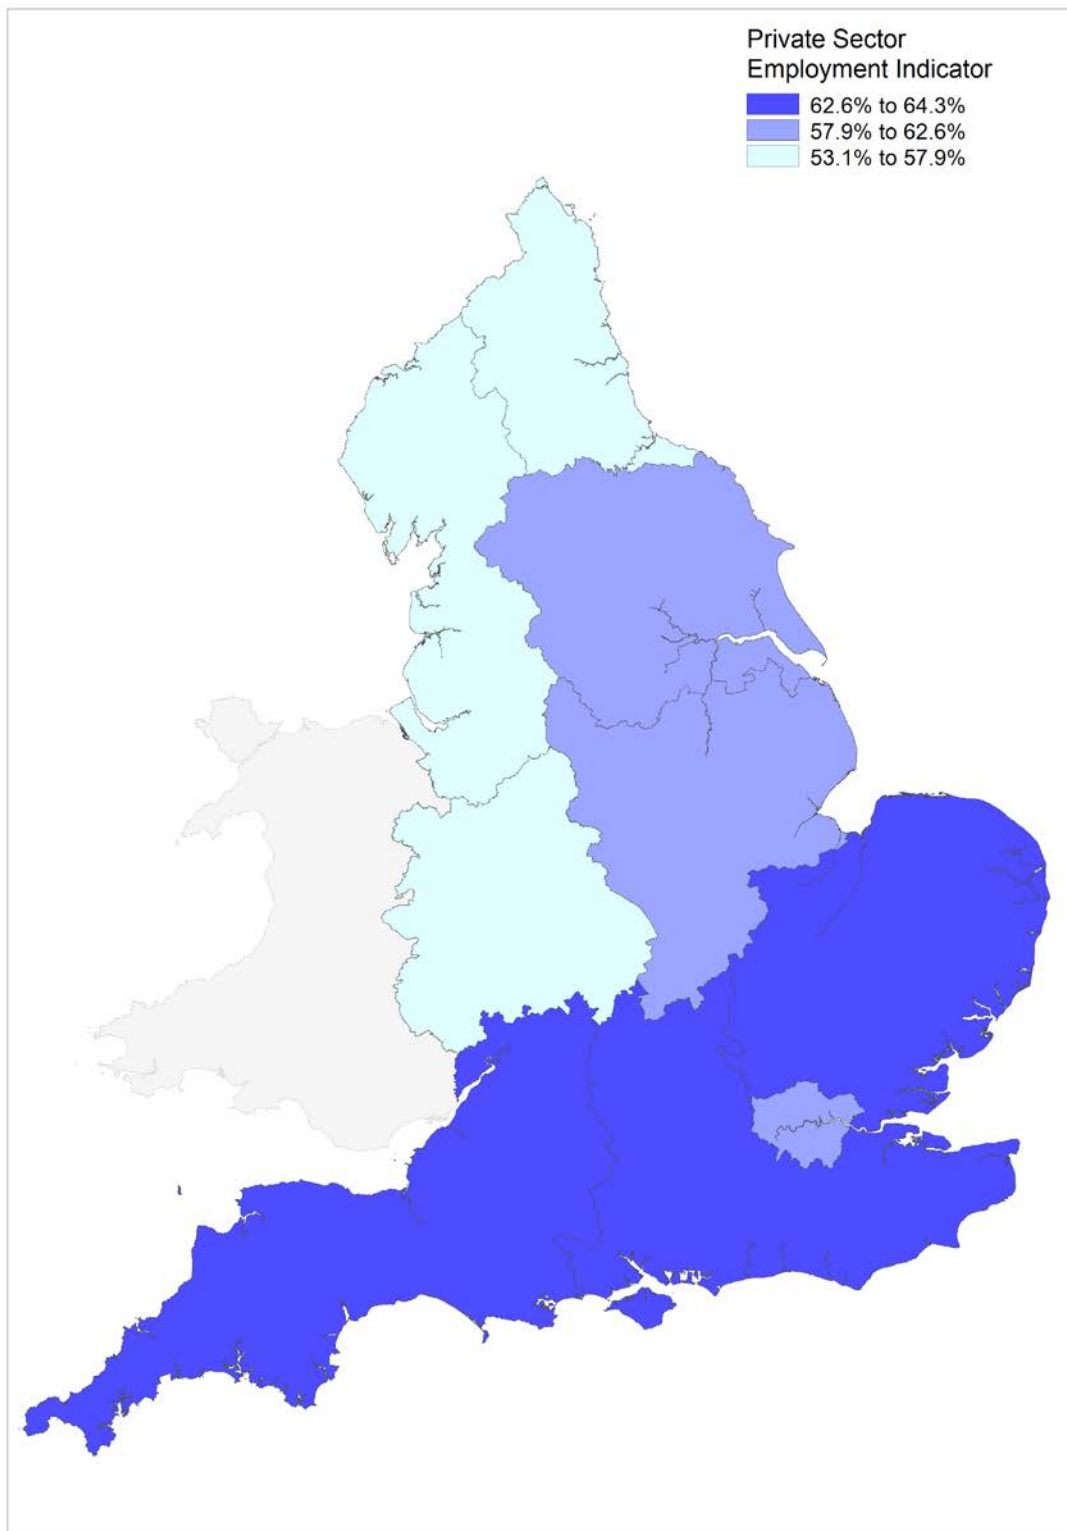 Private Sector
Employment Indicator
62.6% to 64.3%
57.9% to 62.6%
53.1% to 57.9%